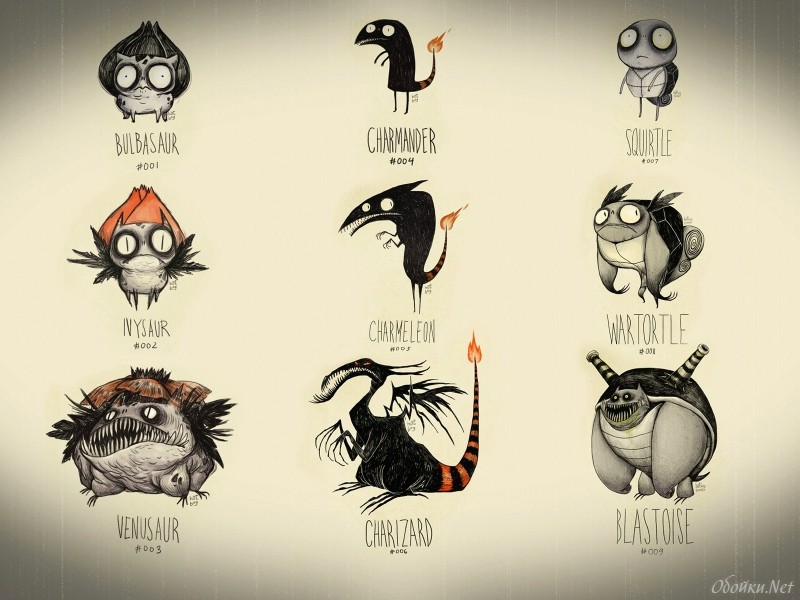 BULBASAUR
#001
CHARMANDER
#004
SQUIRTLE
#007
IVYSAUR
#002
CHARMELEON
#005
WARTORTLE
#008
VENUSAUR
#003
CHARIZARD
#006
BLASTOISE
#009
Обойки.Net